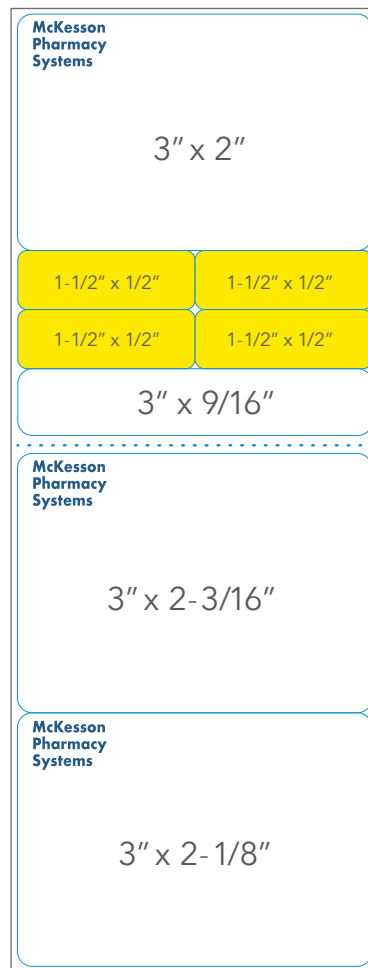 McKesson
Pharmacy
Systems
3” x 2”
1-1/2” x 1/2” 1-1/2” x 1/2”
1-1/2” x 1/2” 1-1/2” x 1/2”
3” x 9/16”
McKesson
Pharmacy
Systems
3” x 2-3/16”
McKesson
Pharmacy
Systems
3” x 2-1/8”